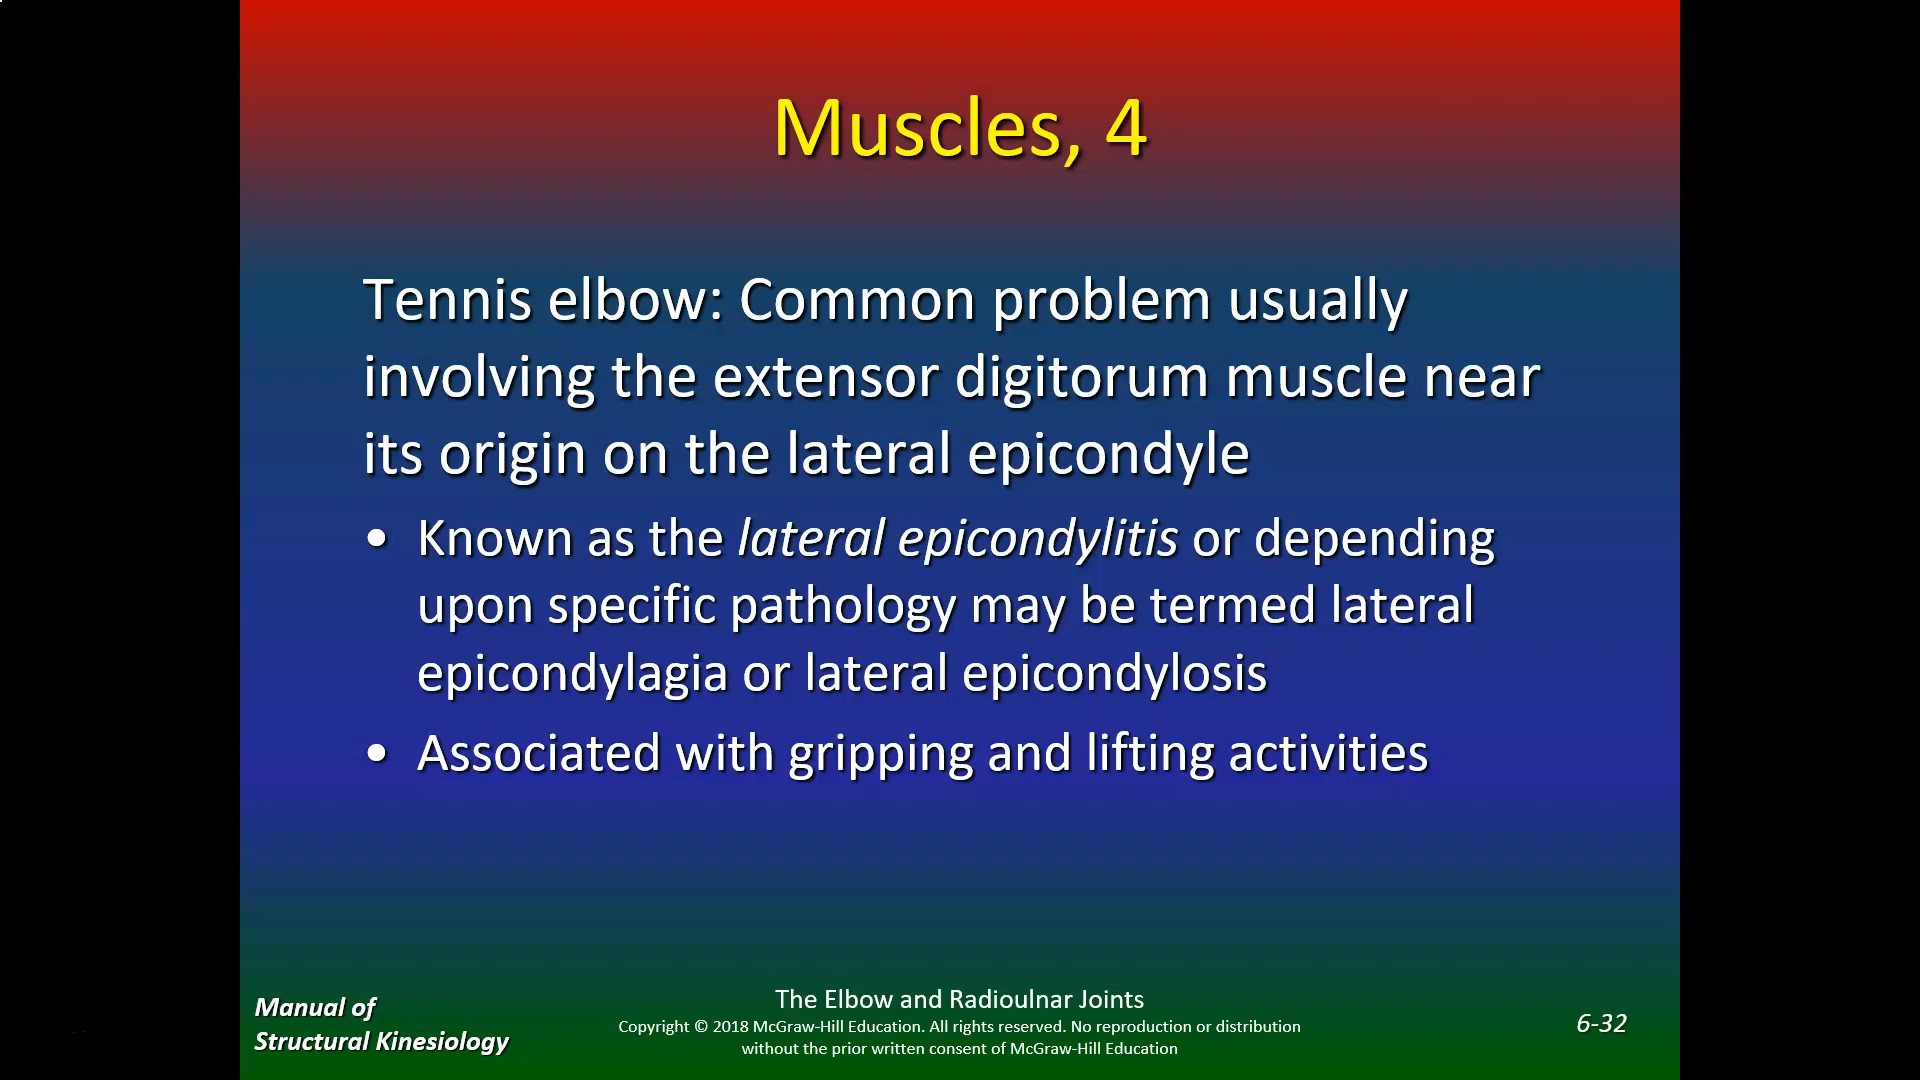 Muscles, 4
Tennis elbow: Common problem usually
involving the extensor digitorum muscle near
its origin on the lateral epicondyle
• Known as the lateral epicondylitis or depending
upon specific pathology may be termed lateral
epicondylagia or lateral epicondylosis
• Associated with gripping and lifting activities
Manual of
Structural Kinesiology
The Elbow and Radioulnar Joints
Copyright © 2018 McGraw-Hill Education. All rights reserved. No reproduction or distribution
without the prior written consent of McGraw-Hill Education
6-32